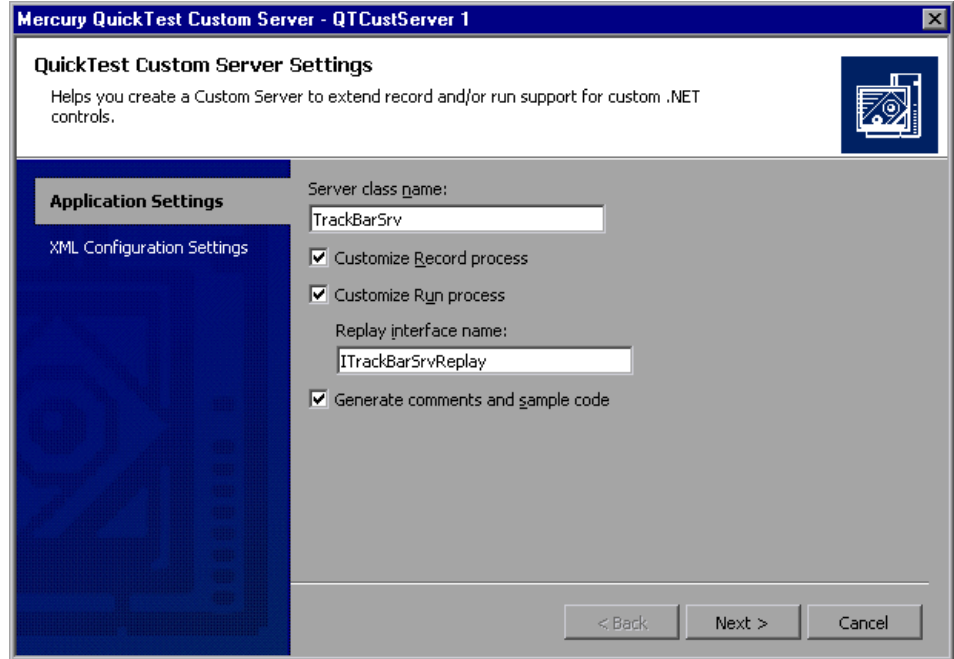 Mercury QuickTest Custom Server - QTCustServer 1
QuickTest Custom Server Settings
Helps you create a Custom Server to extend record and/or run support for custom .NET
controls.
Application Settings
XML Configuration Settings
Server class name:
TrackBarSrv
Customize Record process
Customize Run process
Replay interface name:
ITrackBarSrvReplay
Generate comments and sample code
< Back
Next >
Cancel